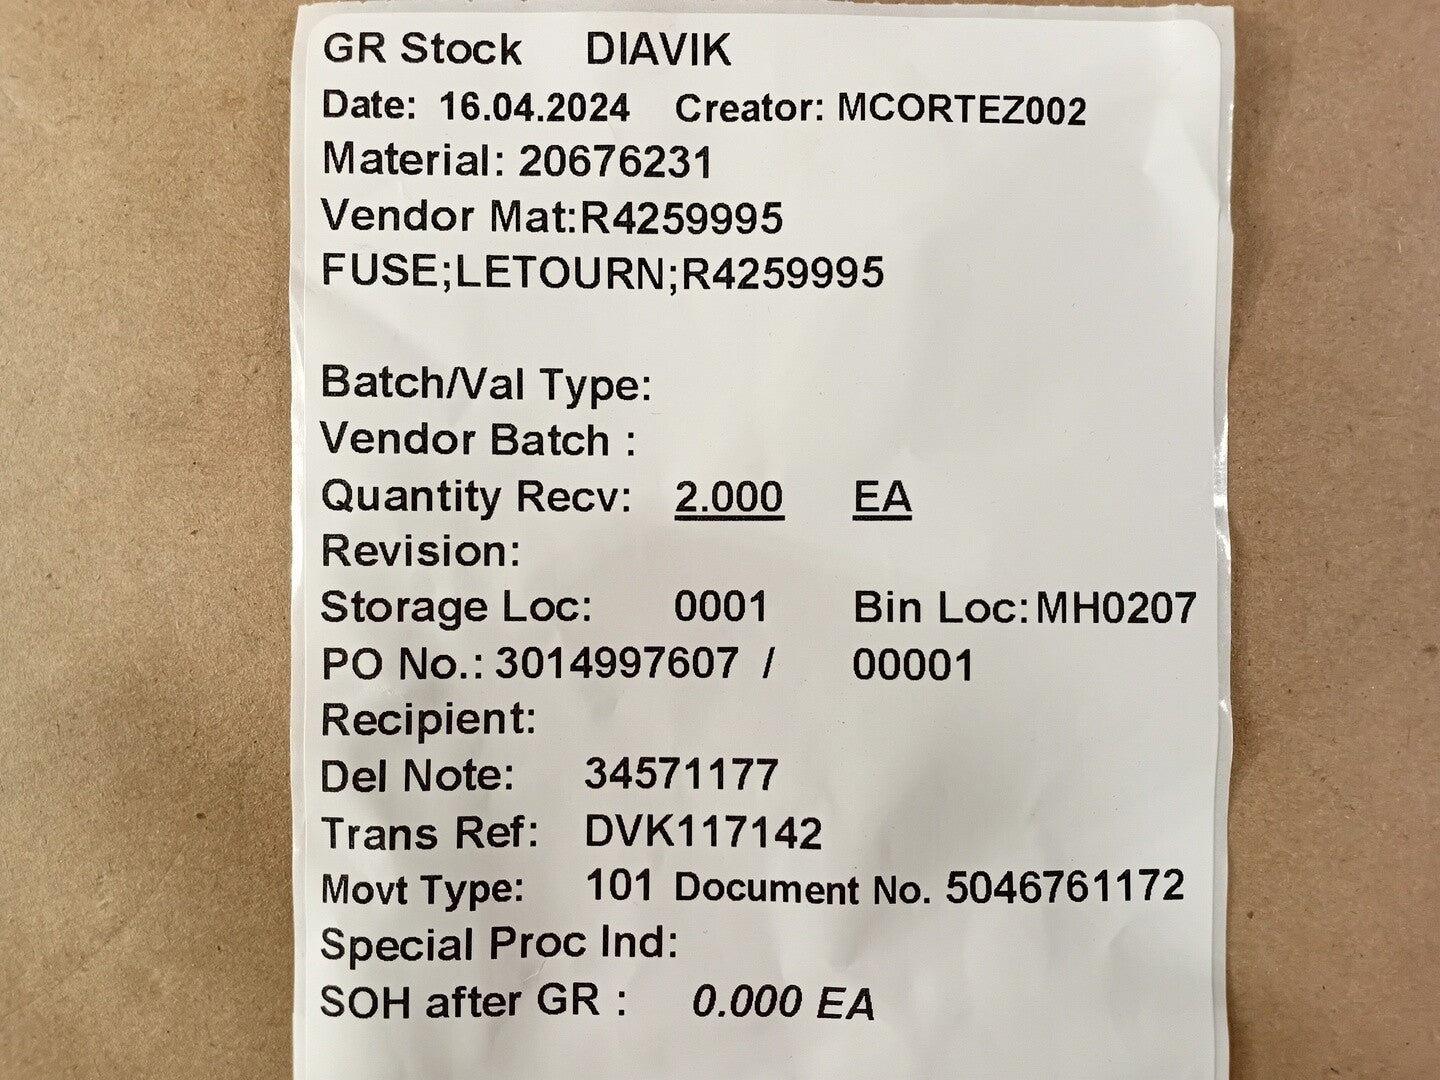 GR Stock DIAVIK
Date: 16.04.2024 Creator: MCORTEZ002
Material: 20676231
Vendor Mat:R4259995
FUSE;LETOURN;R4259995
Batch/Val Type:
Vendor Batch :
Quantity Recv: 2.000 EA
Revision:
Storage Loc: 0001 Bin Loc:MH0207
PO No.: 3014997607 / 00001
Recipient:
Del Note: 34571177
Trans Ref: DVK117142
Movt Type: 101 Document No. 5046761172
Special Proc Ind:
SOH after GR : 0.000 EA